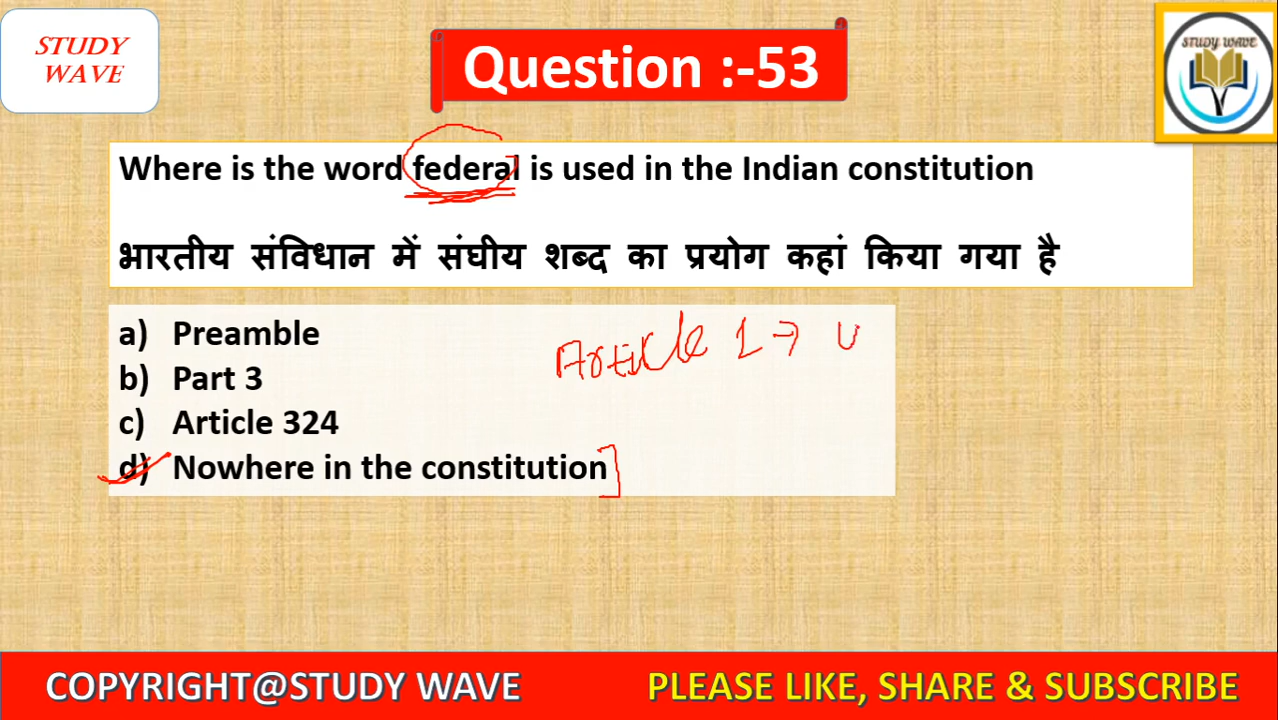 STUDY
WAVE
Question :-53
STUDY WAVE
Where is the word federal is used in the Indian constitution
भारतीय संविधान में संघीय शब्द का प्रयोग कहां किया गया है
a) Preamble
Article 1 → U
b) Part 3
c) Article 324
d) Nowhere in the constitution
COPYRIGHT@STUDY WAVE
PLEASE LIKE, SHARE & SUBSCRIBE